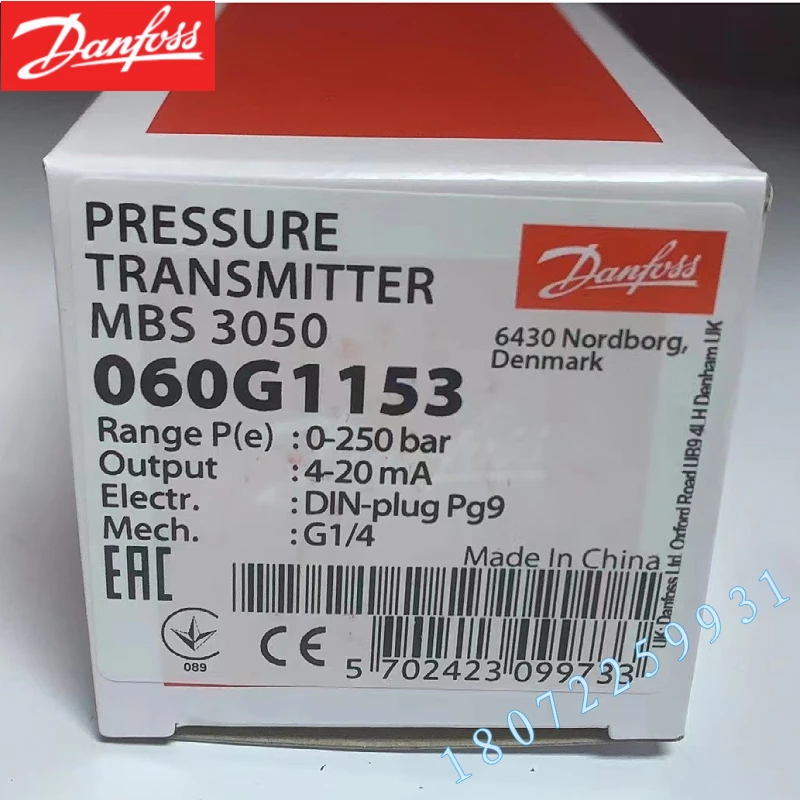 Danfoss
PRESSURE
TRANSMITTER
MBS 3050
060G1153
Range P(e) : 0-250 bar
Output : 4-20 mA
Electr. : DIN-plug Pg9
Mech. : G1/4
Danfoss
6430 Nordborg,
Denmark
Made In China
UK: Danfoss Ltd. Oxford Road UB9 4LH Denham UK
EAC
089
CE
5 702423 099733
18072259931